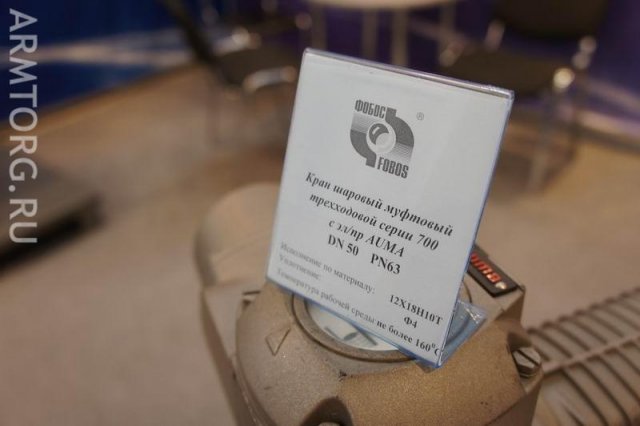 ARMTORG.RU
ФОБОС
®
FOBOS
Кран шаровый муфтовый
трехходовой серии 700
с эл/пр AUMA
DN 50 PN63
Исполнение по материалу: 12Х18Н10Т
Уплотнение: Ф4
Температура рабочей среды не более 160°С
auma